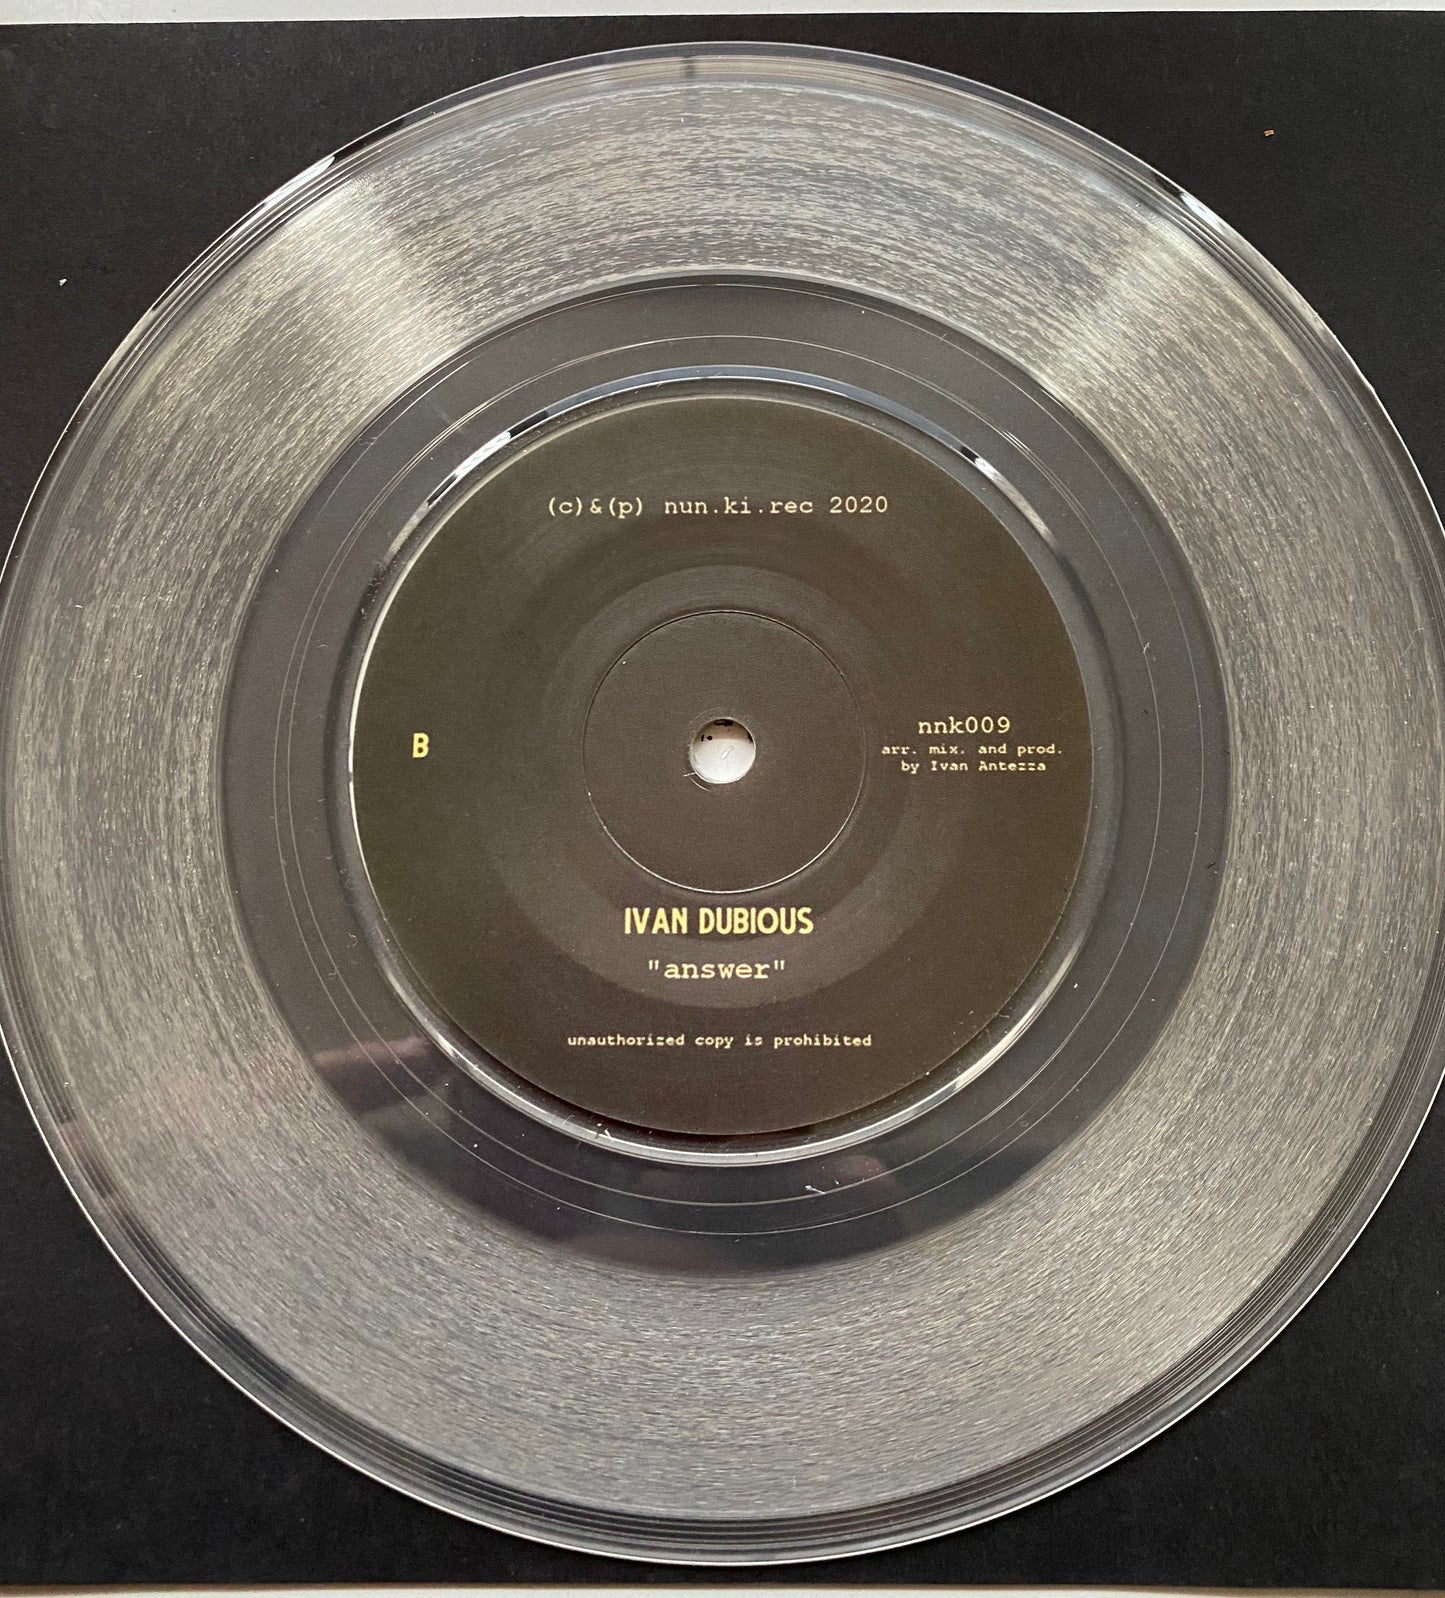 (c)&(p) nun.ki.rec 2020
B
nnk009
arr. mix. and prod.
by Ivan Antezza
IVAN DUBIOUS
"answer"
unauthorized copy is prohibited